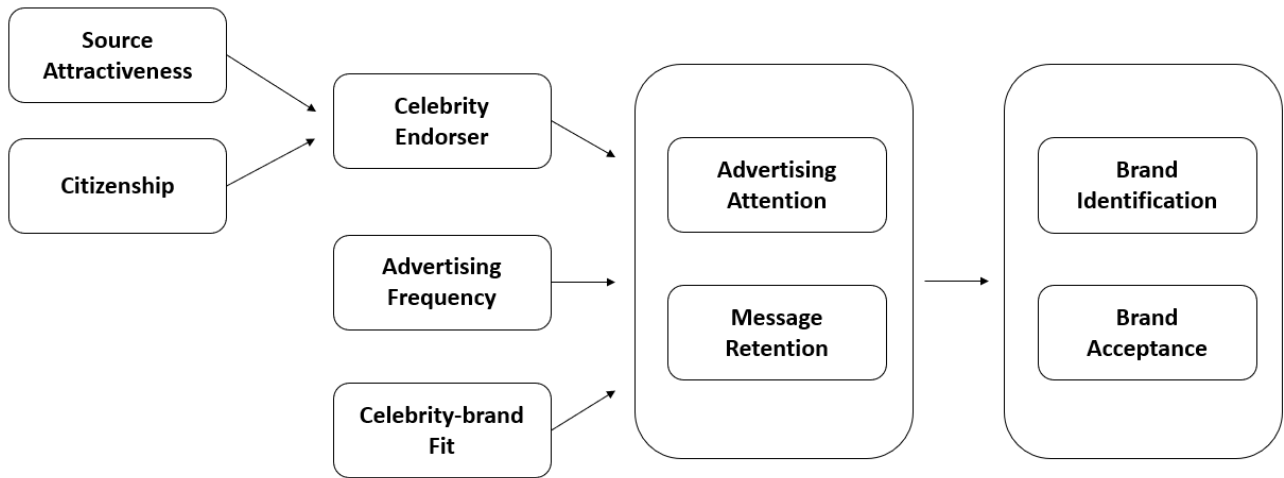 Source
Attractiveness
Citizenship
Celebrity
Endorser
Advertising
Frequency
Celebrity-brand
Fit
Advertising
Attention
Message
Retention
Brand
Identification
Brand
Acceptance